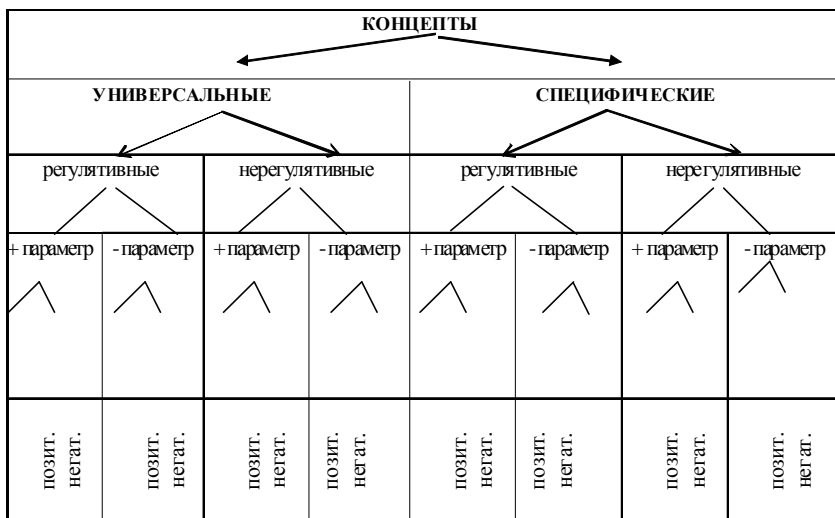 КОНЦЕПТЫ
УНИВЕРСАЛЬНЫЕ СПЕЦИФИЧЕСКИЕ
регулятивные нерегулятивные регулятивные нерегулятивные
+ параметр - параметр + параметр - параметр + параметр - параметр + параметр - параметр
позит.
негат.
позит.
негат.
позит.
негат.
позит.
негат.
позит.
негат.
позит.
негат.
позит.
негат.
позит.
негат.